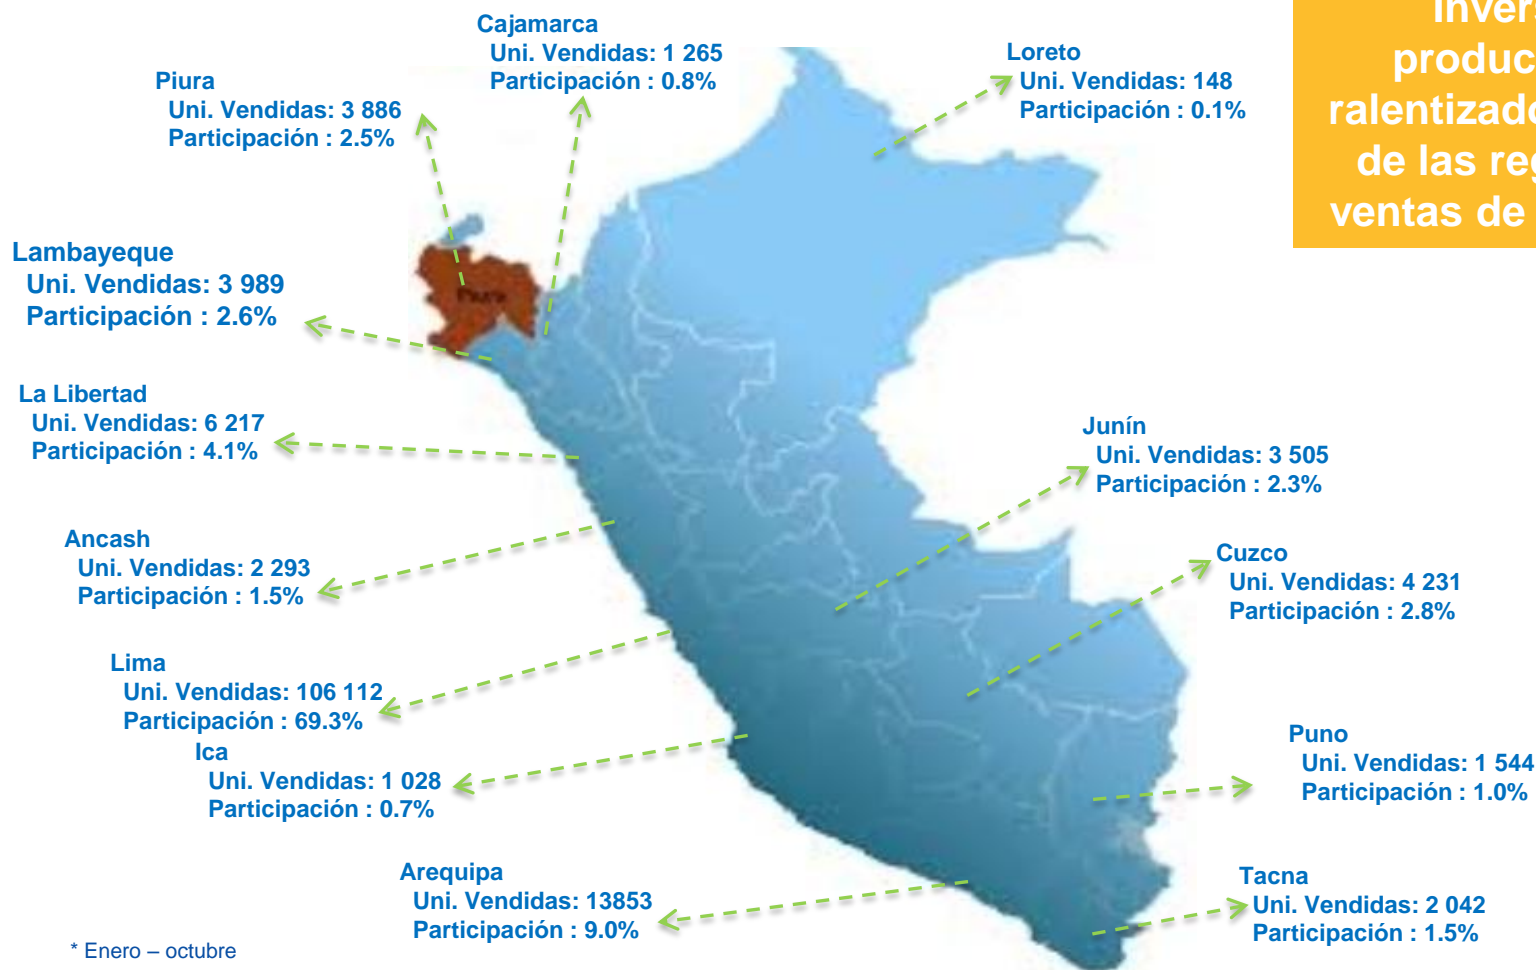 Cajamarca
Uni. Vendidas: 1 265
Participación : 0.8%
Loreto
Uni. Vendidas: 148
Participación : 0.1%
produc
ralentizado
de las reg
ventas de
Piura
Uni. Vendidas: 3 886
Participación : 2.5%
Lambayeque
Uni. Vendidas: 3 989
Participación : 2.6%
Piura
La Libertad
Uni. Vendidas: 6 217
Participación : 4.1%
Junín
Uni. Vendidas: 3 505
Participación : 2.3%
Ancash
Uni. Vendidas: 2 293
Participación : 1.5%
Cuzco
Uni. Vendidas: 4 231
Participación : 2.8%
Lima
Uni. Vendidas: 106 112
Participación : 69.3%
Ica
Uni. Vendidas: 1 028
Participación : 0.7%
Puno
Uni. Vendidas: 1 544
Participación : 1.0%
Arequipa
Uni. Vendidas: 13853
Participación : 9.0%
Tacna
Uni. Vendidas: 2 042
Participación : 1.5%
* Enero – octubre